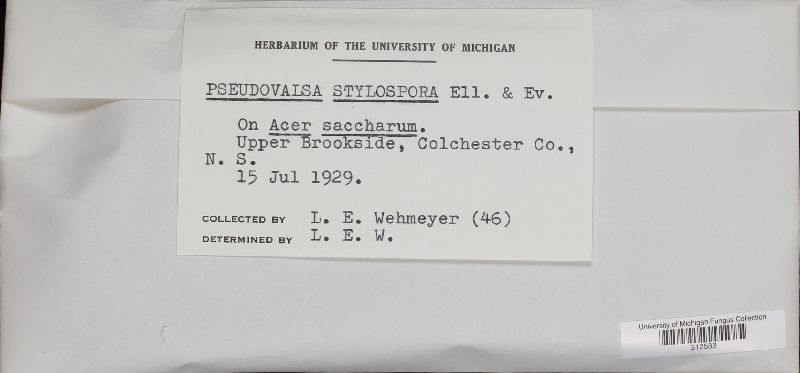 HERBARIUM OF THE UNIVERSITY OF MICHIGAN
PSEUDOVALSA STYLOSPORA Ell. & Ev.
On Acer saccharum.
Upper Brookside, Colchester Co.,
N. S.
15 Jul 1929.
COLLECTED BY L. E. Wehmeyer (46)
DETERMINED BY L. E. W.
University of Michigan Fungus Collection
312533